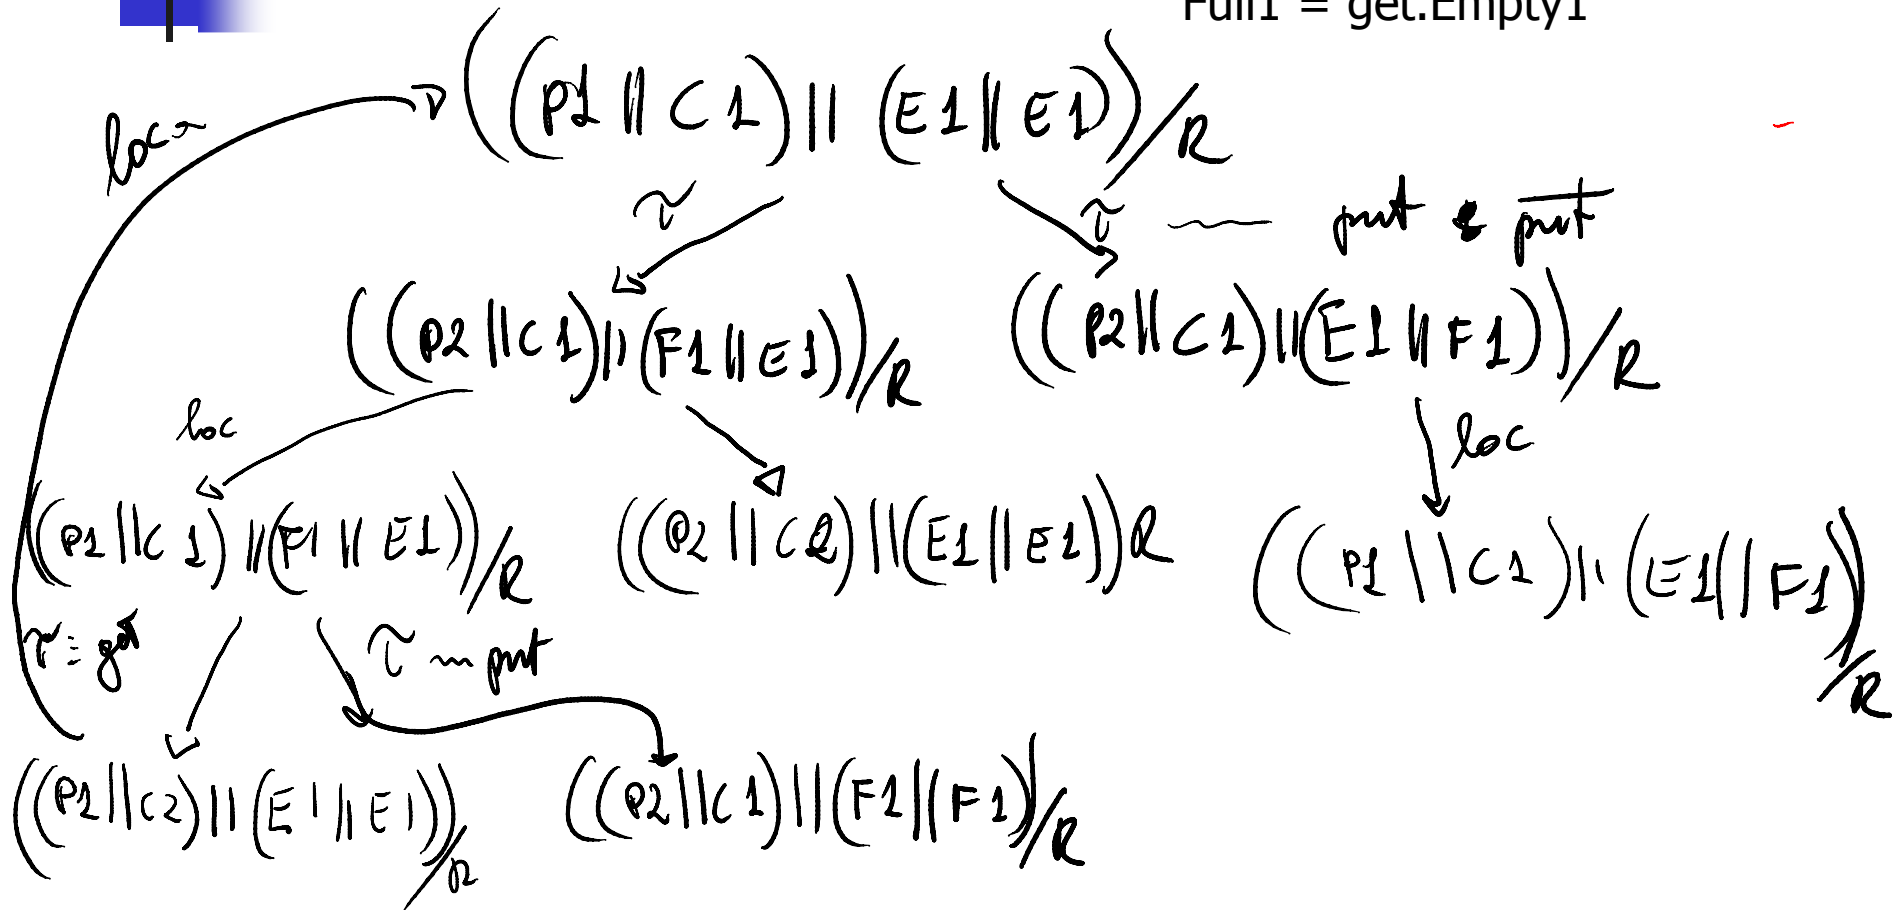 Full1 = get.Empty1
((P1 || C1) || (E1 || E1))/R
loc
τ
τ put e put
((P2 || C1) || (F1 || E1))/R
((P2 || C1) || (E1 || F1))/R
loc
loc
((P1 || C1) || (F1 || E1))/R
((P2 || C2) || (E1 || E1))R
((P1 || C1) || (E1 || F1))/R
τ = get
τ ~ put
((P1 || C2) || (E1 || E1))/R
((P2 || C1) || (F1 || F1))/R